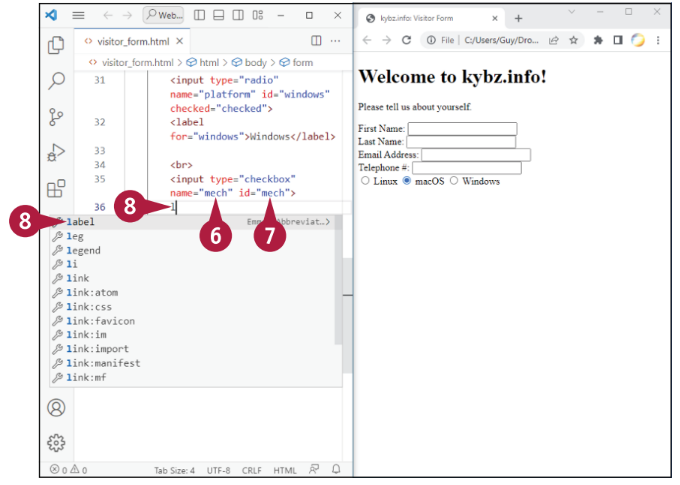 Web...
visitor_form.html
visitor_form.html > html > body > form
31 <input type="radio"
name="platform" id="windows"
checked="checked">
32 <label
for="windows">Windows</label>
33
34 <br>
35 <input type="checkbox"
name="mech" id="mech">
36 l
8
8
6
7
label
leg
legend
li
link
link:atom
link:css
link:favicon
link:im
link:import
link:manifest
link:mf
0 0 Tab Size: 4 UTF-8 CRLF HTML
kybz.info: Visitor Form
File C:/Users/Guy/Dro...
Welcome to kybz.info!
Please tell us about yourself.
First Name:
Last Name:
Email Address:
Telephone #:
Linux macOS Windows